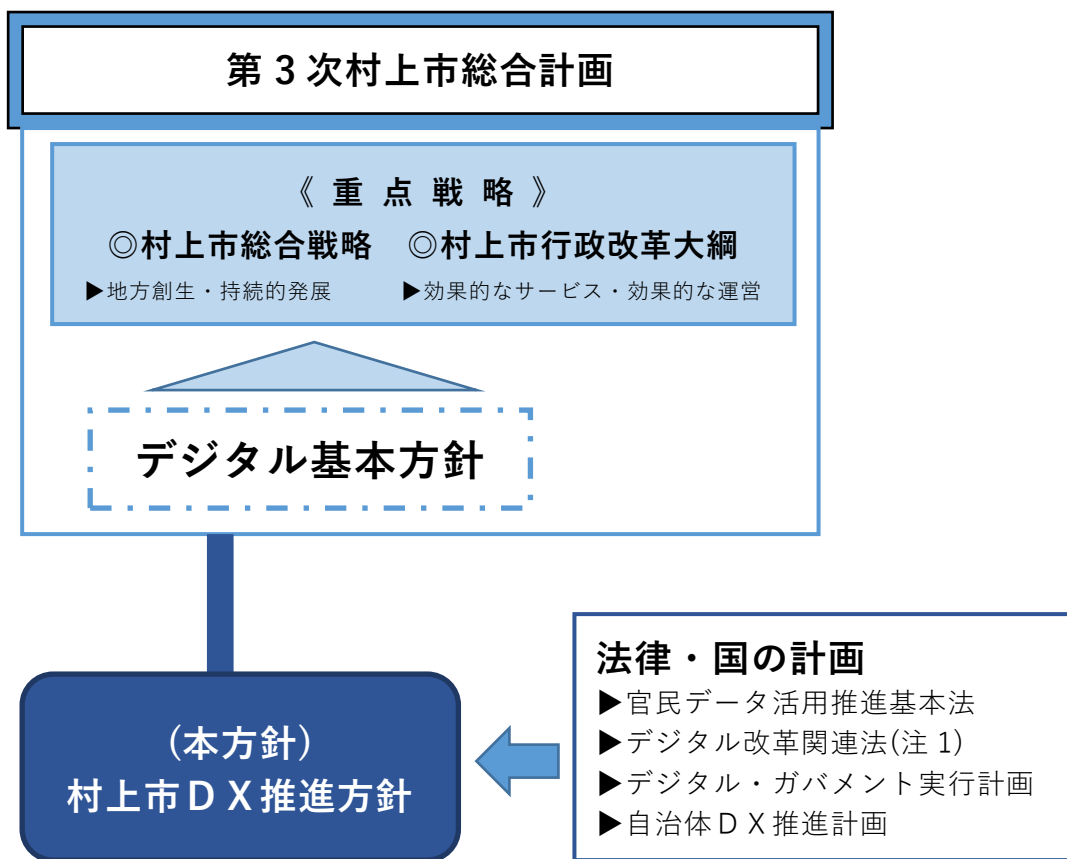 第3次村上市総合計画
《 重 点 戦 略 》
◎村上市総合戦略 ◎村上市行政改革大綱
▶地方創生・持続的発展 ▶効果的なサービス・効果的な運営
デジタル基本方針
(本方針)
村上市DX推進方針
法律・国の計画
▶官民データ活用推進基本法
▶デジタル改革関連法(注 1)
▶デジタル・ガバメント実行計画
▶自治体DX推進計画